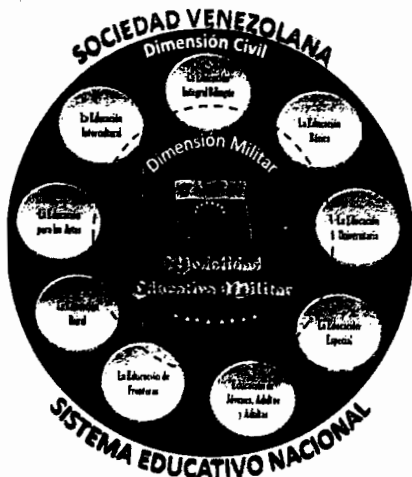 SOCIEDAD VENEZOLANA
Dimensión Civil
La Educación
Integral Bilingüe
La Educación
Intercultural
La Educación
Básica
Dimensión Militar
La Educación
para las Artes
La Educación
Universitaria
Modalidad
Educativa Militar
Rural
La Educación
Especial
La Educación de
Fronteras
Jóvenes, Adultos
y Adultas
SISTEMA EDUCATIVO NACIONAL